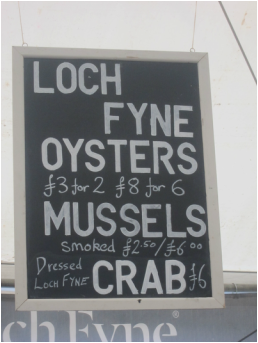 LOCH
FYNE
OYSTERS
£3 for 2 £8 for 6
MUSSELS
smoked £2.50/£6.00
Dressed
LOCH FYNE CRAB £6
ch Fyne®